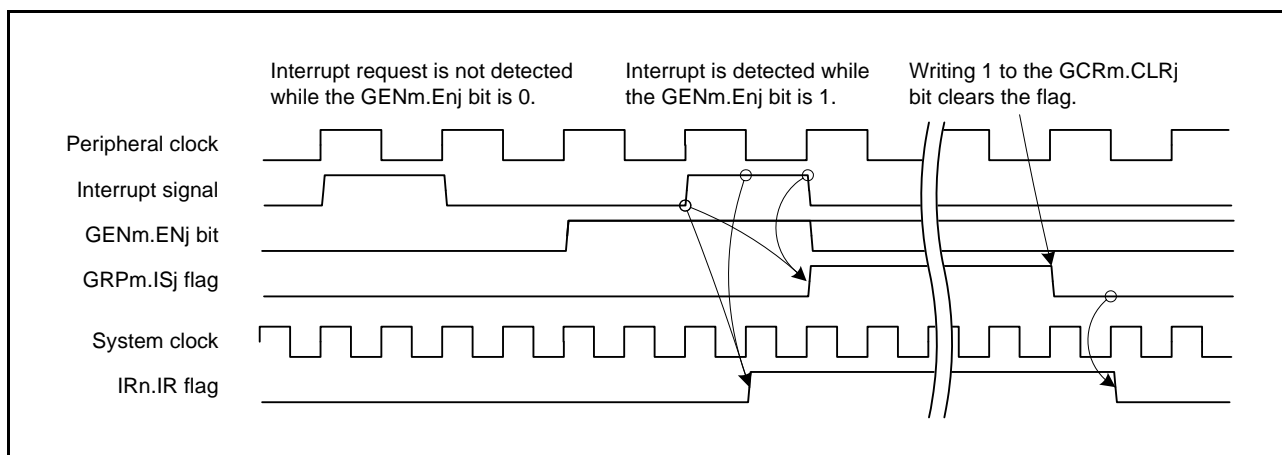 Interrupt request is not detected
while the GENm.Enj bit is 0.
Interrupt is detected while
the GENm.Enj bit is 1.
Writing 1 to the GCRm.CLRj
bit clears the flag.
Peripheral clock
Interrupt signal
GENm.ENj bit
GRPm.ISj flag
System clock
IRn.IR flag